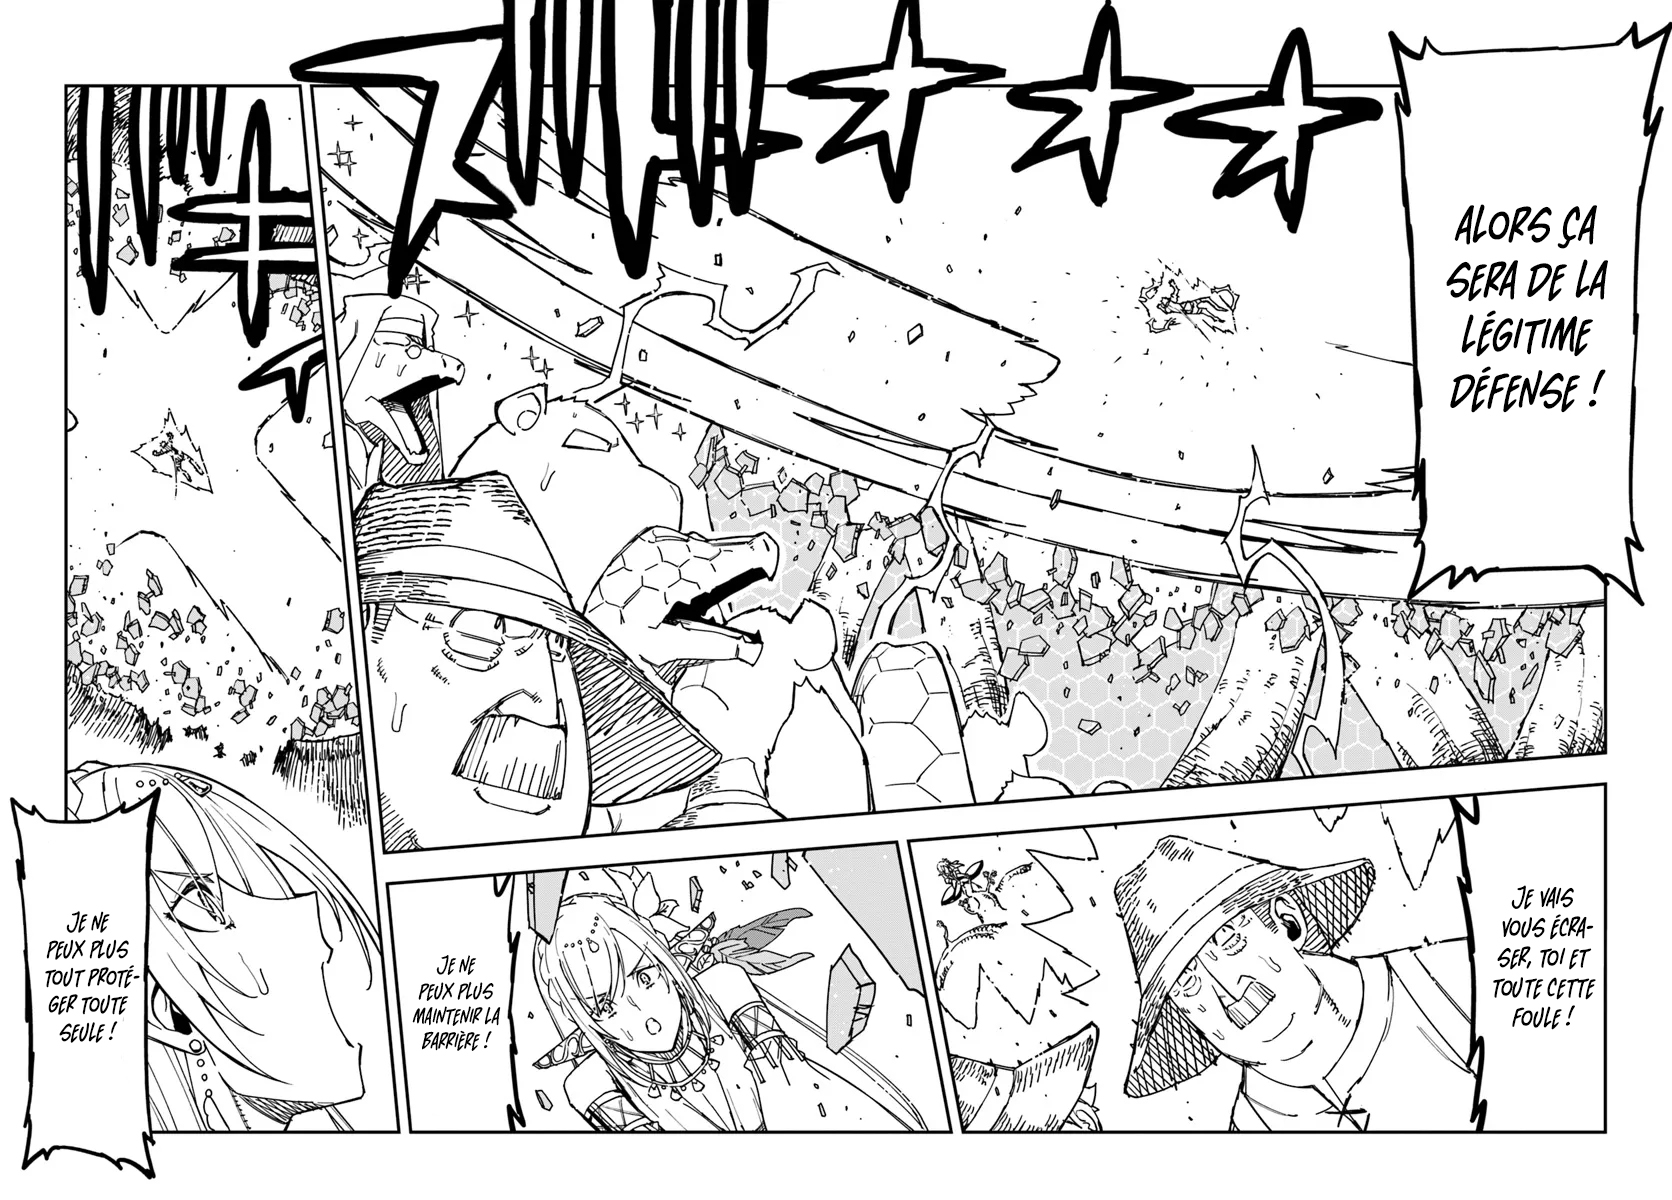 ALORS ÇA
SERA DE LA
LÉGITIME
DÉFENSE !
JE VAIS
VOUS ÉCRA-
SER, TOI ET
TOUTE CETTE
FOULE !
JE NE
PEUX PLUS
MAINTENIR LA
BARRIÈRE !
JE NE
PEUX PLUS
TOUT PROTÉ-
GER TOUTE
SEULE !